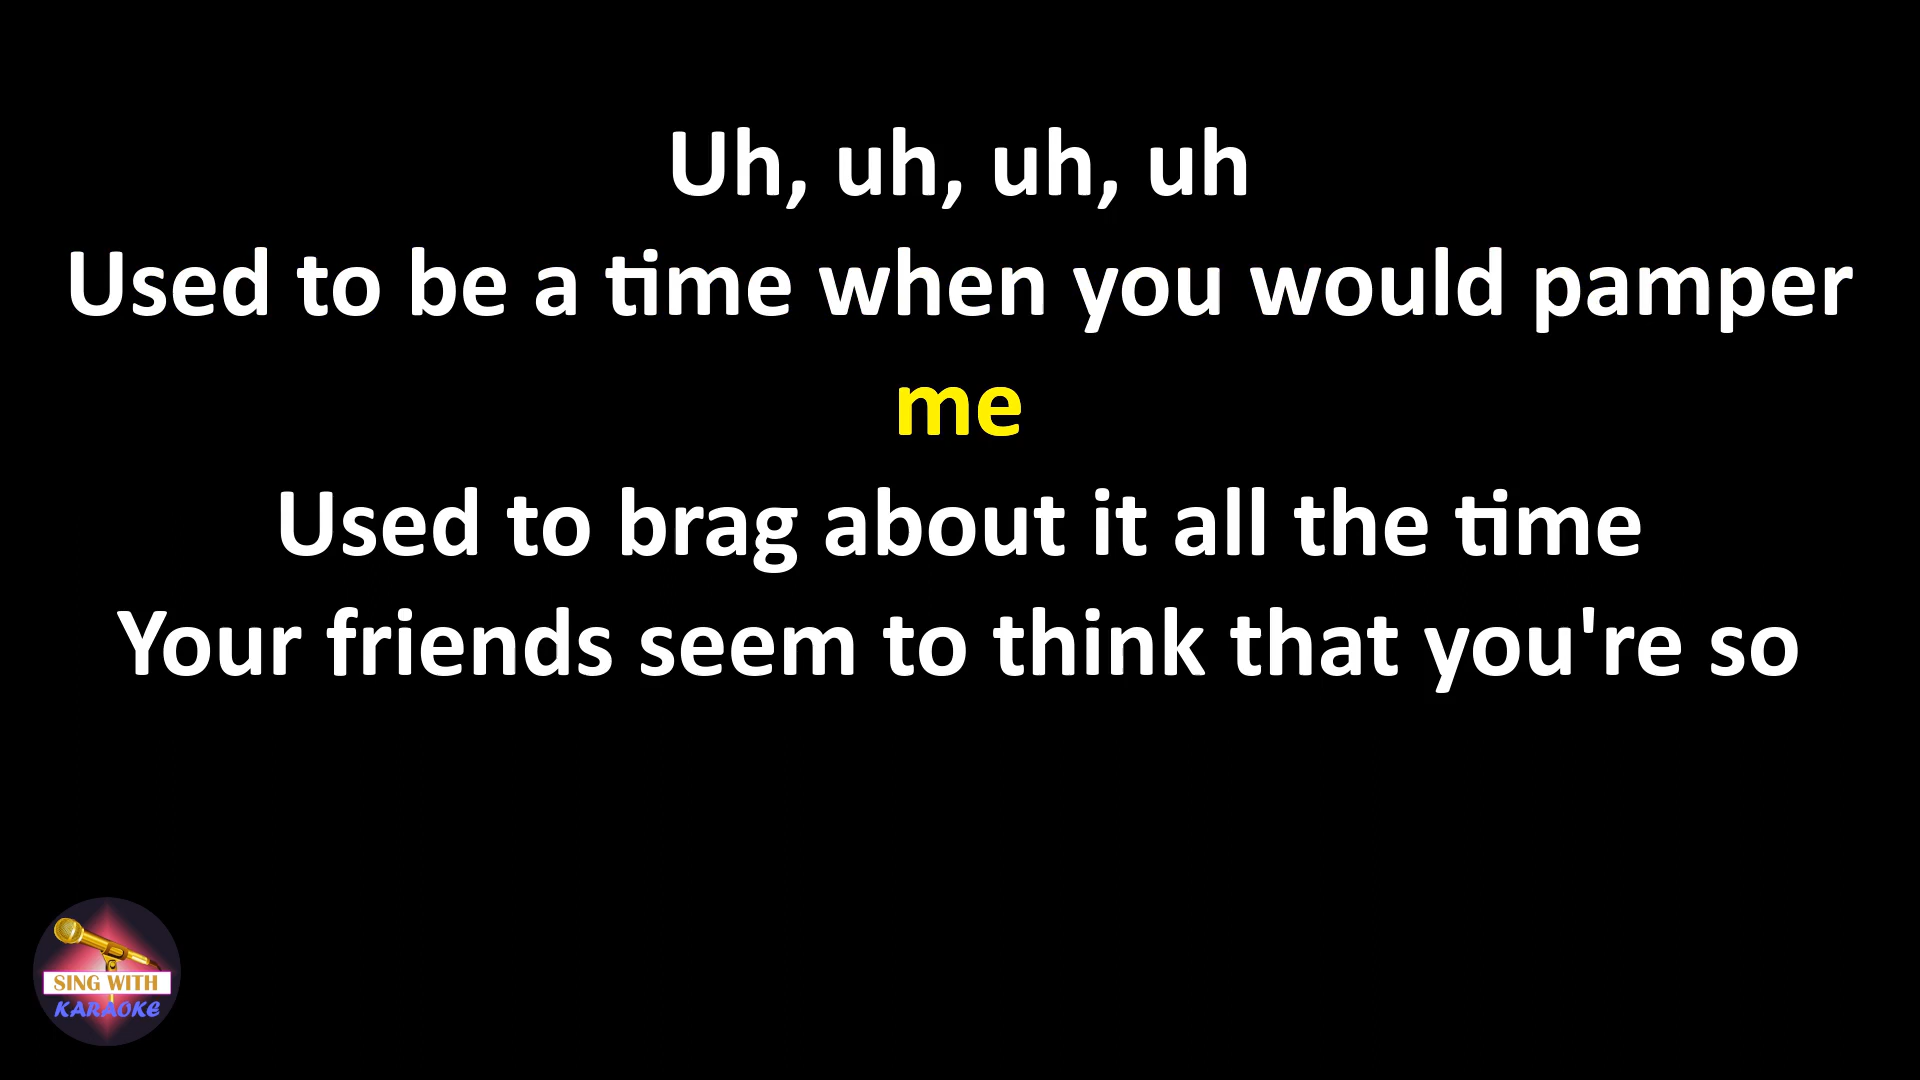 Uh, uh, uh, uh
Used to be a time when you would pamper
me
Used to brag about it all the time
Your friends seem to think that you're so
SING WITH
KARAOKE